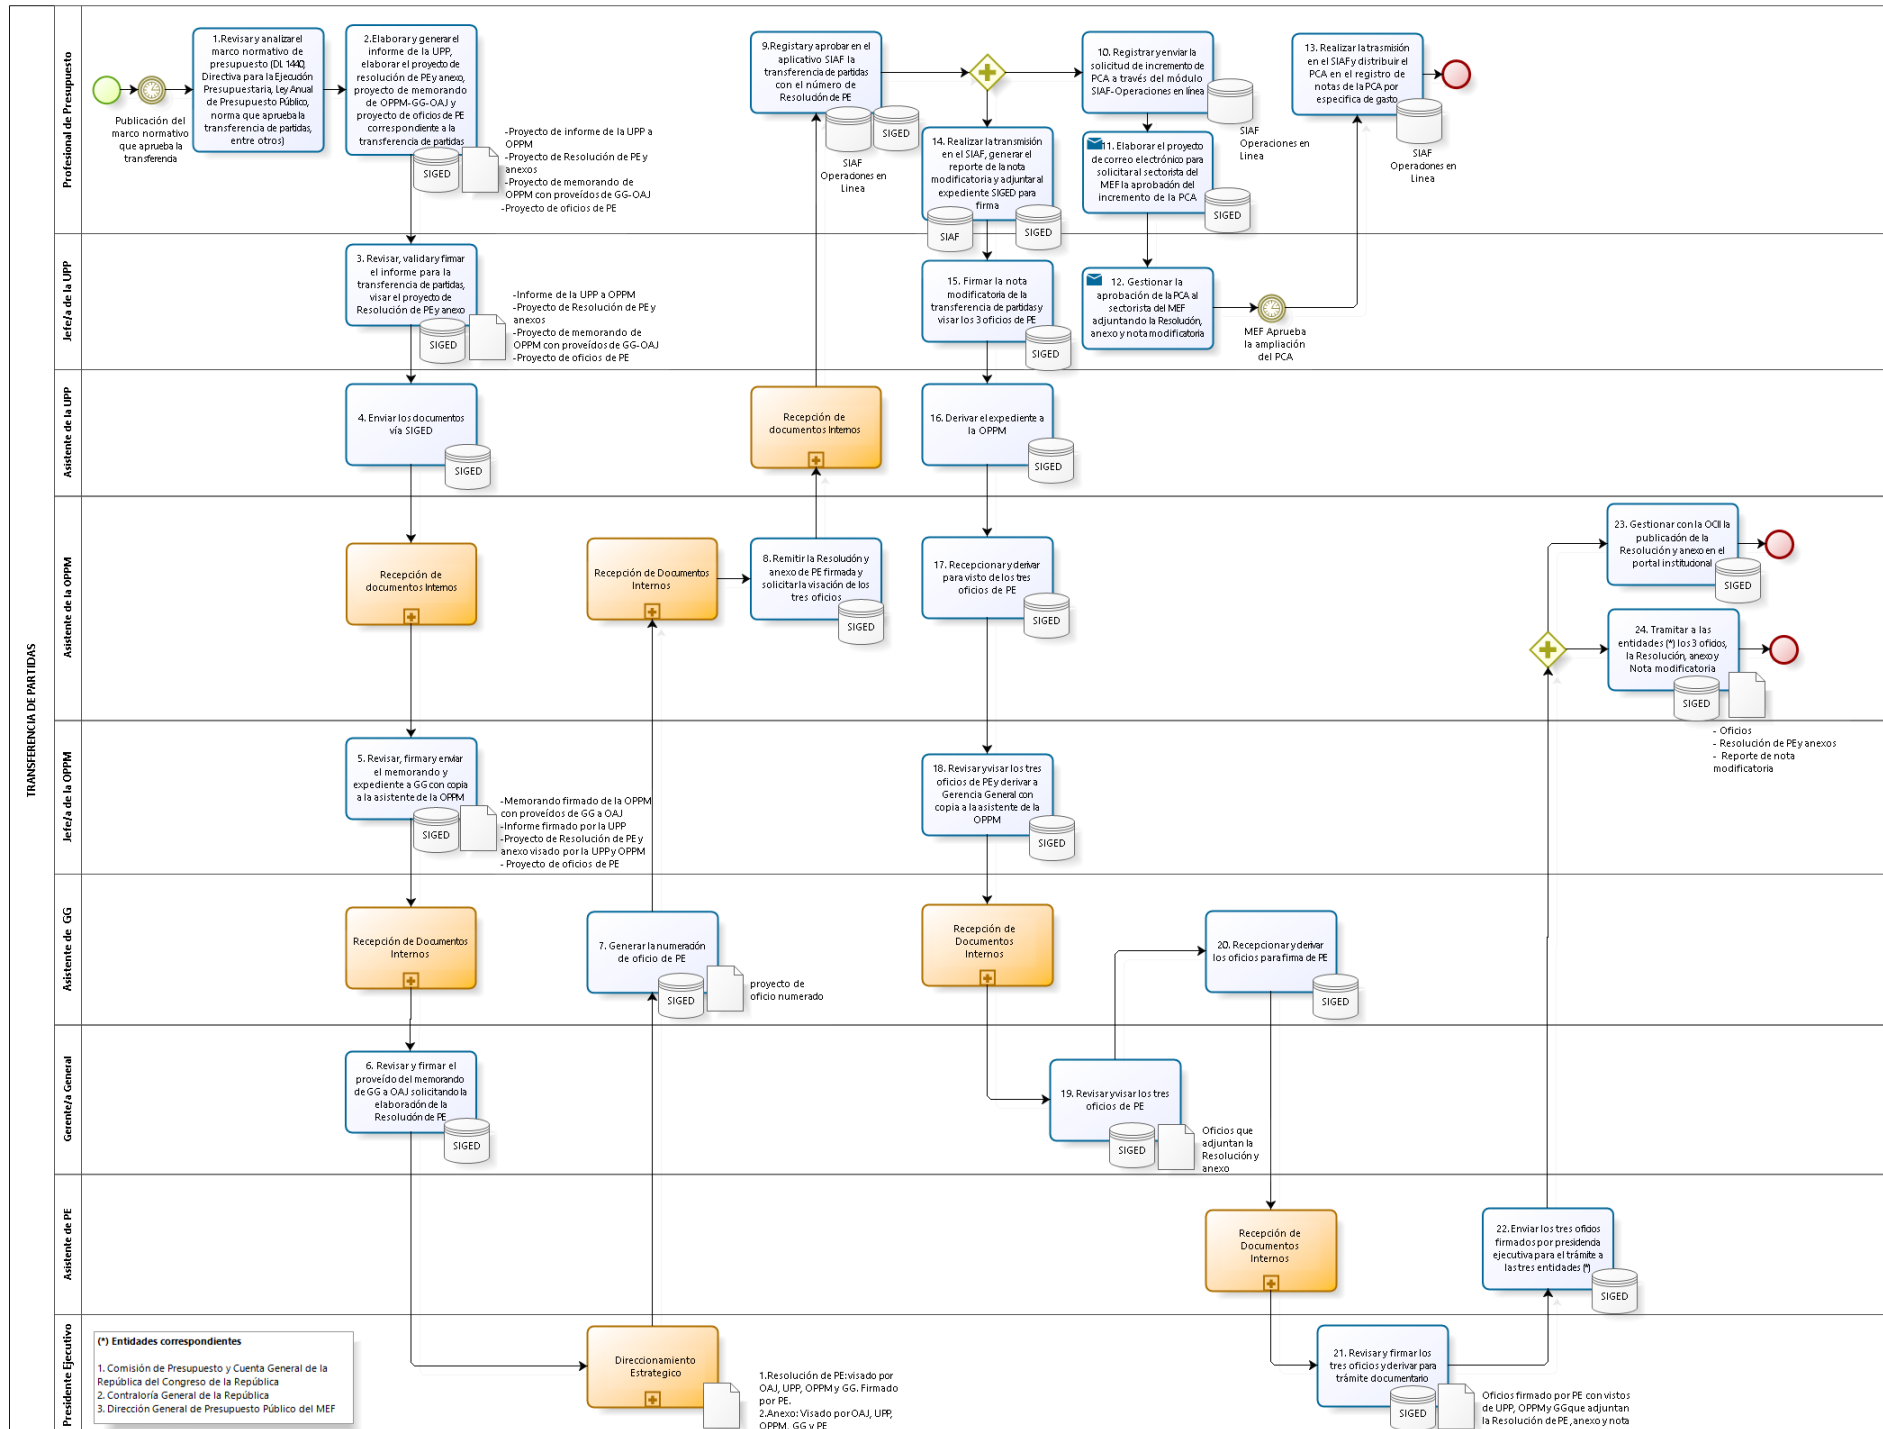 TRANSFERENCIA DE PARTIDAS
Profesional de Presupuesto
Publicación del
marco normativo
que aprueba la
transferencia
1.Revisar y analizar el
marco normativo de
presupuesto (DL 1440,
Directiva para la Ejecución
Presupuestaria, Ley Anual
de Presupuesto Público,
norma que aprueba la
transferencia de partidas,
entre otros)
2.Elaborar y generar el
informe de la UPP,
elaborar el proyecto de
resolución de PE y anexo,
proyecto de memorando
de OPPM-GG-OAJ y
proyecto de oficios de PE
correspondiente a la
transferencia de partidas
SIGED
-Proyecto de informe de la UPP a
OPPM
-Proyecto de Resolución de PE y
anexos
-Proyecto de memorando de
OPPM con proveídos de GG-OAJ
-Proyecto de oficios de PE
9.Registar y aprobar en el
aplicativo SIAF la
transferencia de partidas
con el número de
Resolución de PE
SIGED
SIAF
Operaciones en
Linea
10. Registrar y enviar la
solicitud de incremento de
PCA a través del módulo
SIAF-Operaciones en línea
SIAF
Operaciones en
Linea
13. Realizar la trasmisión
en el SIAF y distribuir el
PCA en el registro de
notas de la PCA por
especifica de gasto
SIAF
Operaciones en
Linea
14. Realizar la transmisión
en el SIAF, generar el
reporte de la nota
modificatoria y adjuntar al
expediente SIGED para
firma
SIAF
SIGED
11. Elaborar el proyecto
de correo electrónico para
solicitar al sectorista del
MEF la aprobación del
incremento de la PCA
SIGED
Jefe/a de la UPP
3. Revisar, validar y firmar
el informe para la
transferencia de partidas,
visar el proyecto de
Resolución de PE y anexo
SIGED
-Informe de la UPP a OPPM
-Proyecto de Resolución de PE y
anexos
-Proyecto de memorando de
OPPM con proveídos de GG-OAJ
-Proyecto de oficios de PE
15. Firmar la nota
modificatoria de la
transferencia de partidas y
visar los 3 oficios de PE
SIGED
12. Gestionar la
aprobación de la PCA al
sectorista del MEF
adjuntando la Resolución,
anexo y nota modificatoria
MEF Aprueba
la ampliación
del PCA
Asistente de la UPP
4. Enviar los documentos
vía SIGED
SIGED
Recepción de
documentos Internos
16. Derivar el expediente a
la OPPM
SIGED
Asistente de la OPPM
Recepción de
documentos Internos
Recepción de Documentos
Internos
8.Remitir la Resolución y
anexo de PE firmada y
solicitar la visación de los
tres oficios
SIGED
17. Recepcionar y derivar
para visto de los tres
oficios de PE
SIGED
23. Gestionar con la OCII la
publicación de la
Resolución y anexo en el
portal institucional
SIGED
24. Tramitar a las
entidades (*) los 3 oficios,
la Resolución, anexo y
Nota modificatoria
SIGED
- Oficios
- Resolución de PE y anexos
- Reporte de nota
modificatoria
Jefe/a de la OPPM
5. Revisar, firmar y enviar
el memorando y
expediente a GG con copia
a la asistente de la OPPM
SIGED
-Memorando firmado de la OPPM
con proveídos de GG a OAJ
-Informe firmado por la UPP
-Proyecto de Resolución de PE y
anexo visado por la UPP y OPPM
- Proyecto de oficios de PE
18. Revisar y visar los tres
oficios de PE y derivar a
Gerencia General con
copia a la asistente de la
OPPM
SIGED
Asistente de GG
Recepción de Documentos
Internos
7. Generar la numeración
de oficio de PE
SIGED
proyecto de
oficio numerado
Recepción de
Documentos
Internos
20. Recepcionar y derivar
los oficios para firma de PE
SIGED
Gerente/a General
6. Revisar y firmar el
proveído del memorando
de GG a OAJ solicitando la
elaboración de la
Resolución de PE
SIGED
19. Revisar y visar los tres
oficios de PE
SIGED
Oficios que
adjuntan la
Resolución y
anexo
Asistente de PE
Recepción de
Documentos
Internos
22. Enviar los tres oficios
firmados por presidencia
ejecutiva para el trámite a
las tres entidades (*)
SIGED
Presidente Ejecutivo
(*) Entidades correspondientes
1. Comisión de Presupuesto y Cuenta General de la
República del Congreso de la República
2. Contraloría General de la República
3. Dirección General de Presupuesto Público del MEF
Direccionamiento
Estrategico
1.Resolución de PE: visado por
OAJ, UPP, OPPM y GG. Firmado
por PE.
2.Anexo: Visado por OAJ, UPP,
OPPM, GG y PE
21. Revisar y firmar los
tres oficios y derivar para
trámite documentario
SIGED
Oficios firmado por PE con vistos
de UPP, OPPM y GG que adjuntan
la Resolución de PE, anexo y nota